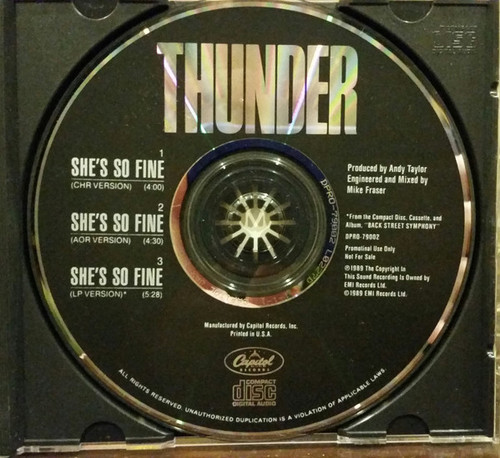 THUNDER
1
SHE'S SO FINE
(CHR VERSION) (4:00)
2
SHE'S SO FINE
(AOR VERSION) (4:30)
3
SHE'S SO FINE
(LP VERSION)* (5:28)
Produced by Andy Taylor
Engineered and Mixed by
Mike Fraser
*From the Compact Disc, Cassette, and
Album, "BACK STREET SYMPHONY"
DPRO-79002
Promotional Use Only
Not For Sale
℗1989 The Copyright In
This Sound Recording Is Owned by
EMI Records Ltd.
©1989 EMI Records Ltd.
DPRO-79002
Manufactured by Capitol Records, Inc.
Printed in U.S.A.
Capitol
RECORDS
COMPACT
disc
DIGITAL AUDIO
ALL RIGHTS RESERVED. UNAUTHORIZED DUPLICATION IS A VIOLATION OF APPLICABLE LAWS.